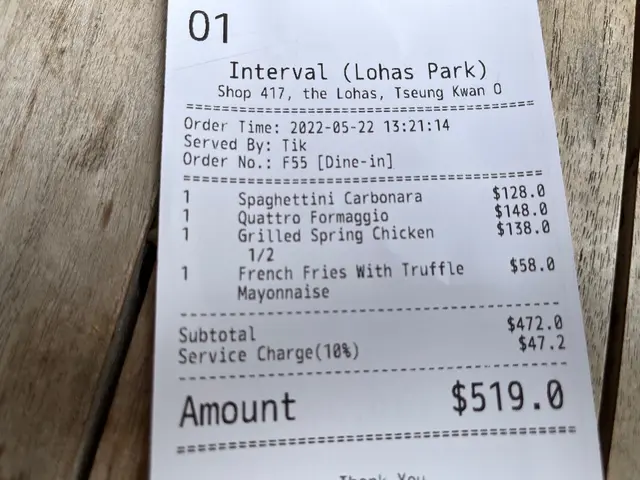 01
Interval (Lohas Park)
Shop 417, the Lohas, Tseung Kwan O
Order Time: 2022-05-22 13:21:14
Served By: Tik
Order No.: F55 [Dine-in]
1 Spaghettini Carbonara $128.0
1 Quattro Formaggio $148.0
1 Grilled Spring Chicken $138.0
1/2
1 French Fries With Truffle $58.0
Mayonnaise
Subtotal $472.0
Service Charge(10%) $47.2
Amount $519.0
Thank You